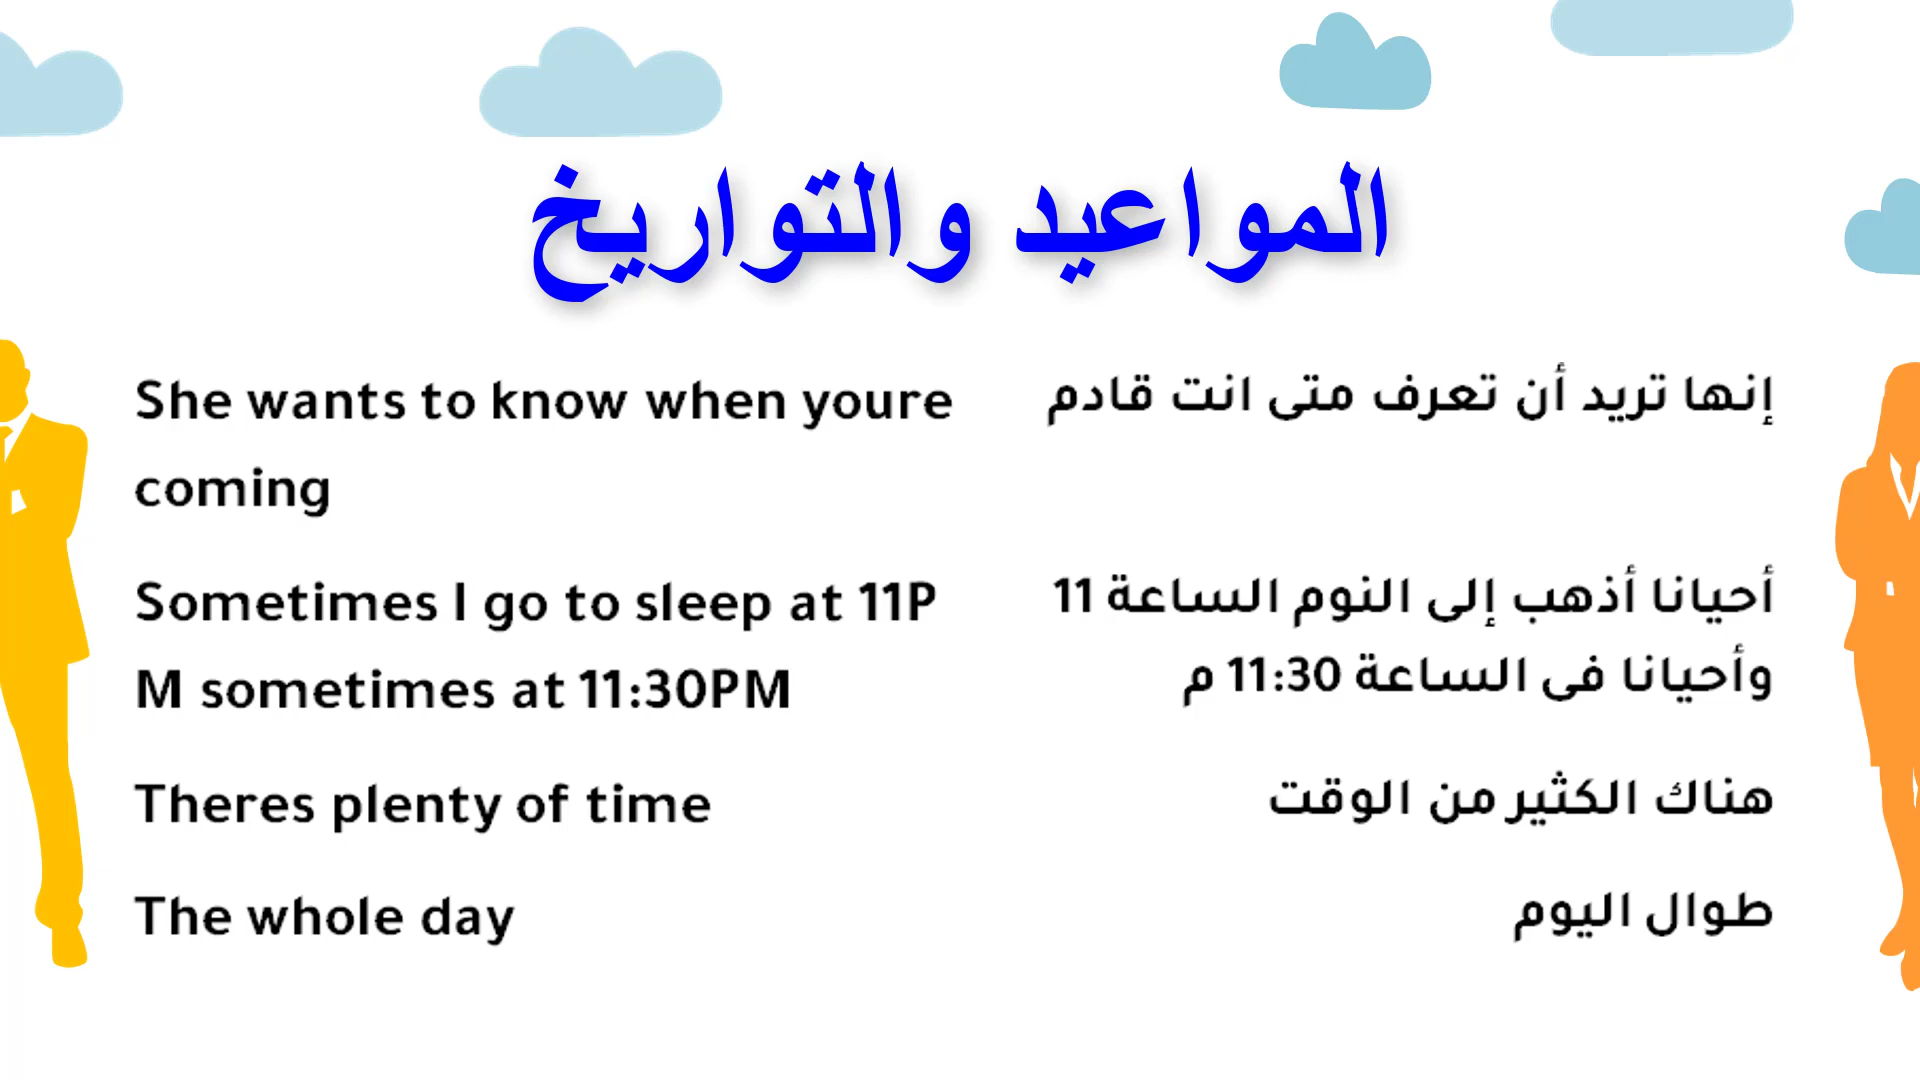 المواعيد والتواريخ
She wants to know when youre
coming
إنها تريد أن تعرف متى انت قادم
Sometimes I go to sleep at 11P
M sometimes at 11:30PM
أحيانا أذهب إلى النوم الساعة 11
وأحيانا فى الساعة 11:30 م
Theres plenty of time
هناك الكثير من الوقت
The whole day
طوال اليوم